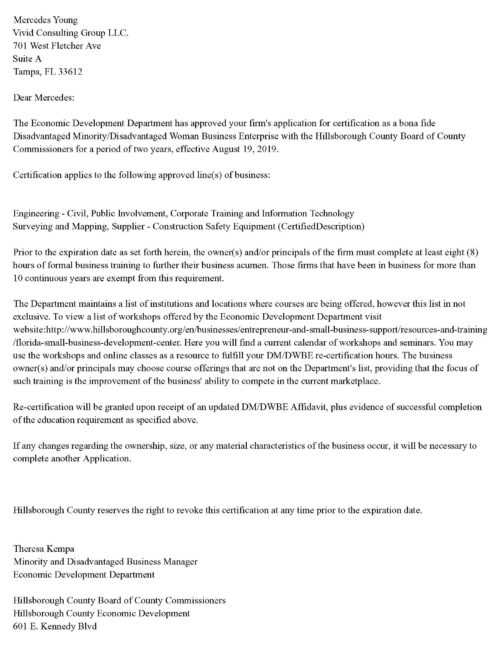 Mercedes Young
Vivid Consulting Group LLC.
701 West Fletcher Ave
Suite A
Tampa, FL 33612
Dear Mercedes:
The Economic Development Department has approved your firm's application for certification as a bona fide
Disadvantaged Minority/Disadvantaged Woman Business Enterprise with the Hillsborough County Board of County
Commissioners for a period of two years, effective August 19, 2019.
Certification applies to the following approved line(s) of business:
Engineering - Civil, Public Involvement, Corporate Training and Information Technology
Surveying and Mapping, Supplier - Construction Safety Equipment (CertifiedDescription)
Prior to the expiration date as set forth herein, the owner(s) and/or principals of the firm must complete at least eight (8)
hours of formal business training to further their business acumen. Those firms that have been in business for more than
10 continuous years are exempt from this requirement.
The Department maintains a list of institutions and locations where courses are being offered, however this list in not
exclusive. To view a list of workshops offered by the Economic Development Department visit
website:http://www.hillsboroughcounty.org/en/businesses/entrepreneur-and-small-business-support/resources-and-training
/florida-small-business-development-center. Here you will find a current calendar of workshops and seminars. You may
use the workshops and online classes as a resource to fulfill your DM/DWBE re-certification hours. The business
owner(s) and/or principals may choose course offerings that are not on the Department's list, providing that the focus of
such training is the improvement of the business' ability to compete in the current marketplace.
Re-certification will be granted upon receipt of an updated DM/DWBE Affidavit, plus evidence of successful completion
of the education requirement as specified above.
If any changes regarding the ownership, size, or any material characteristics of the business occur, it will be necessary to
complete another Application.
Hillsborough County reserves the right to revoke this certification at any time prior to the expiration date.
Theresa Kempa
Minority and Disadvantaged Business Manager
Economic Development Department
Hillsborough County Board of County Commissioners
Hillsborough County Economic Development
601 E. Kennedy Blvd